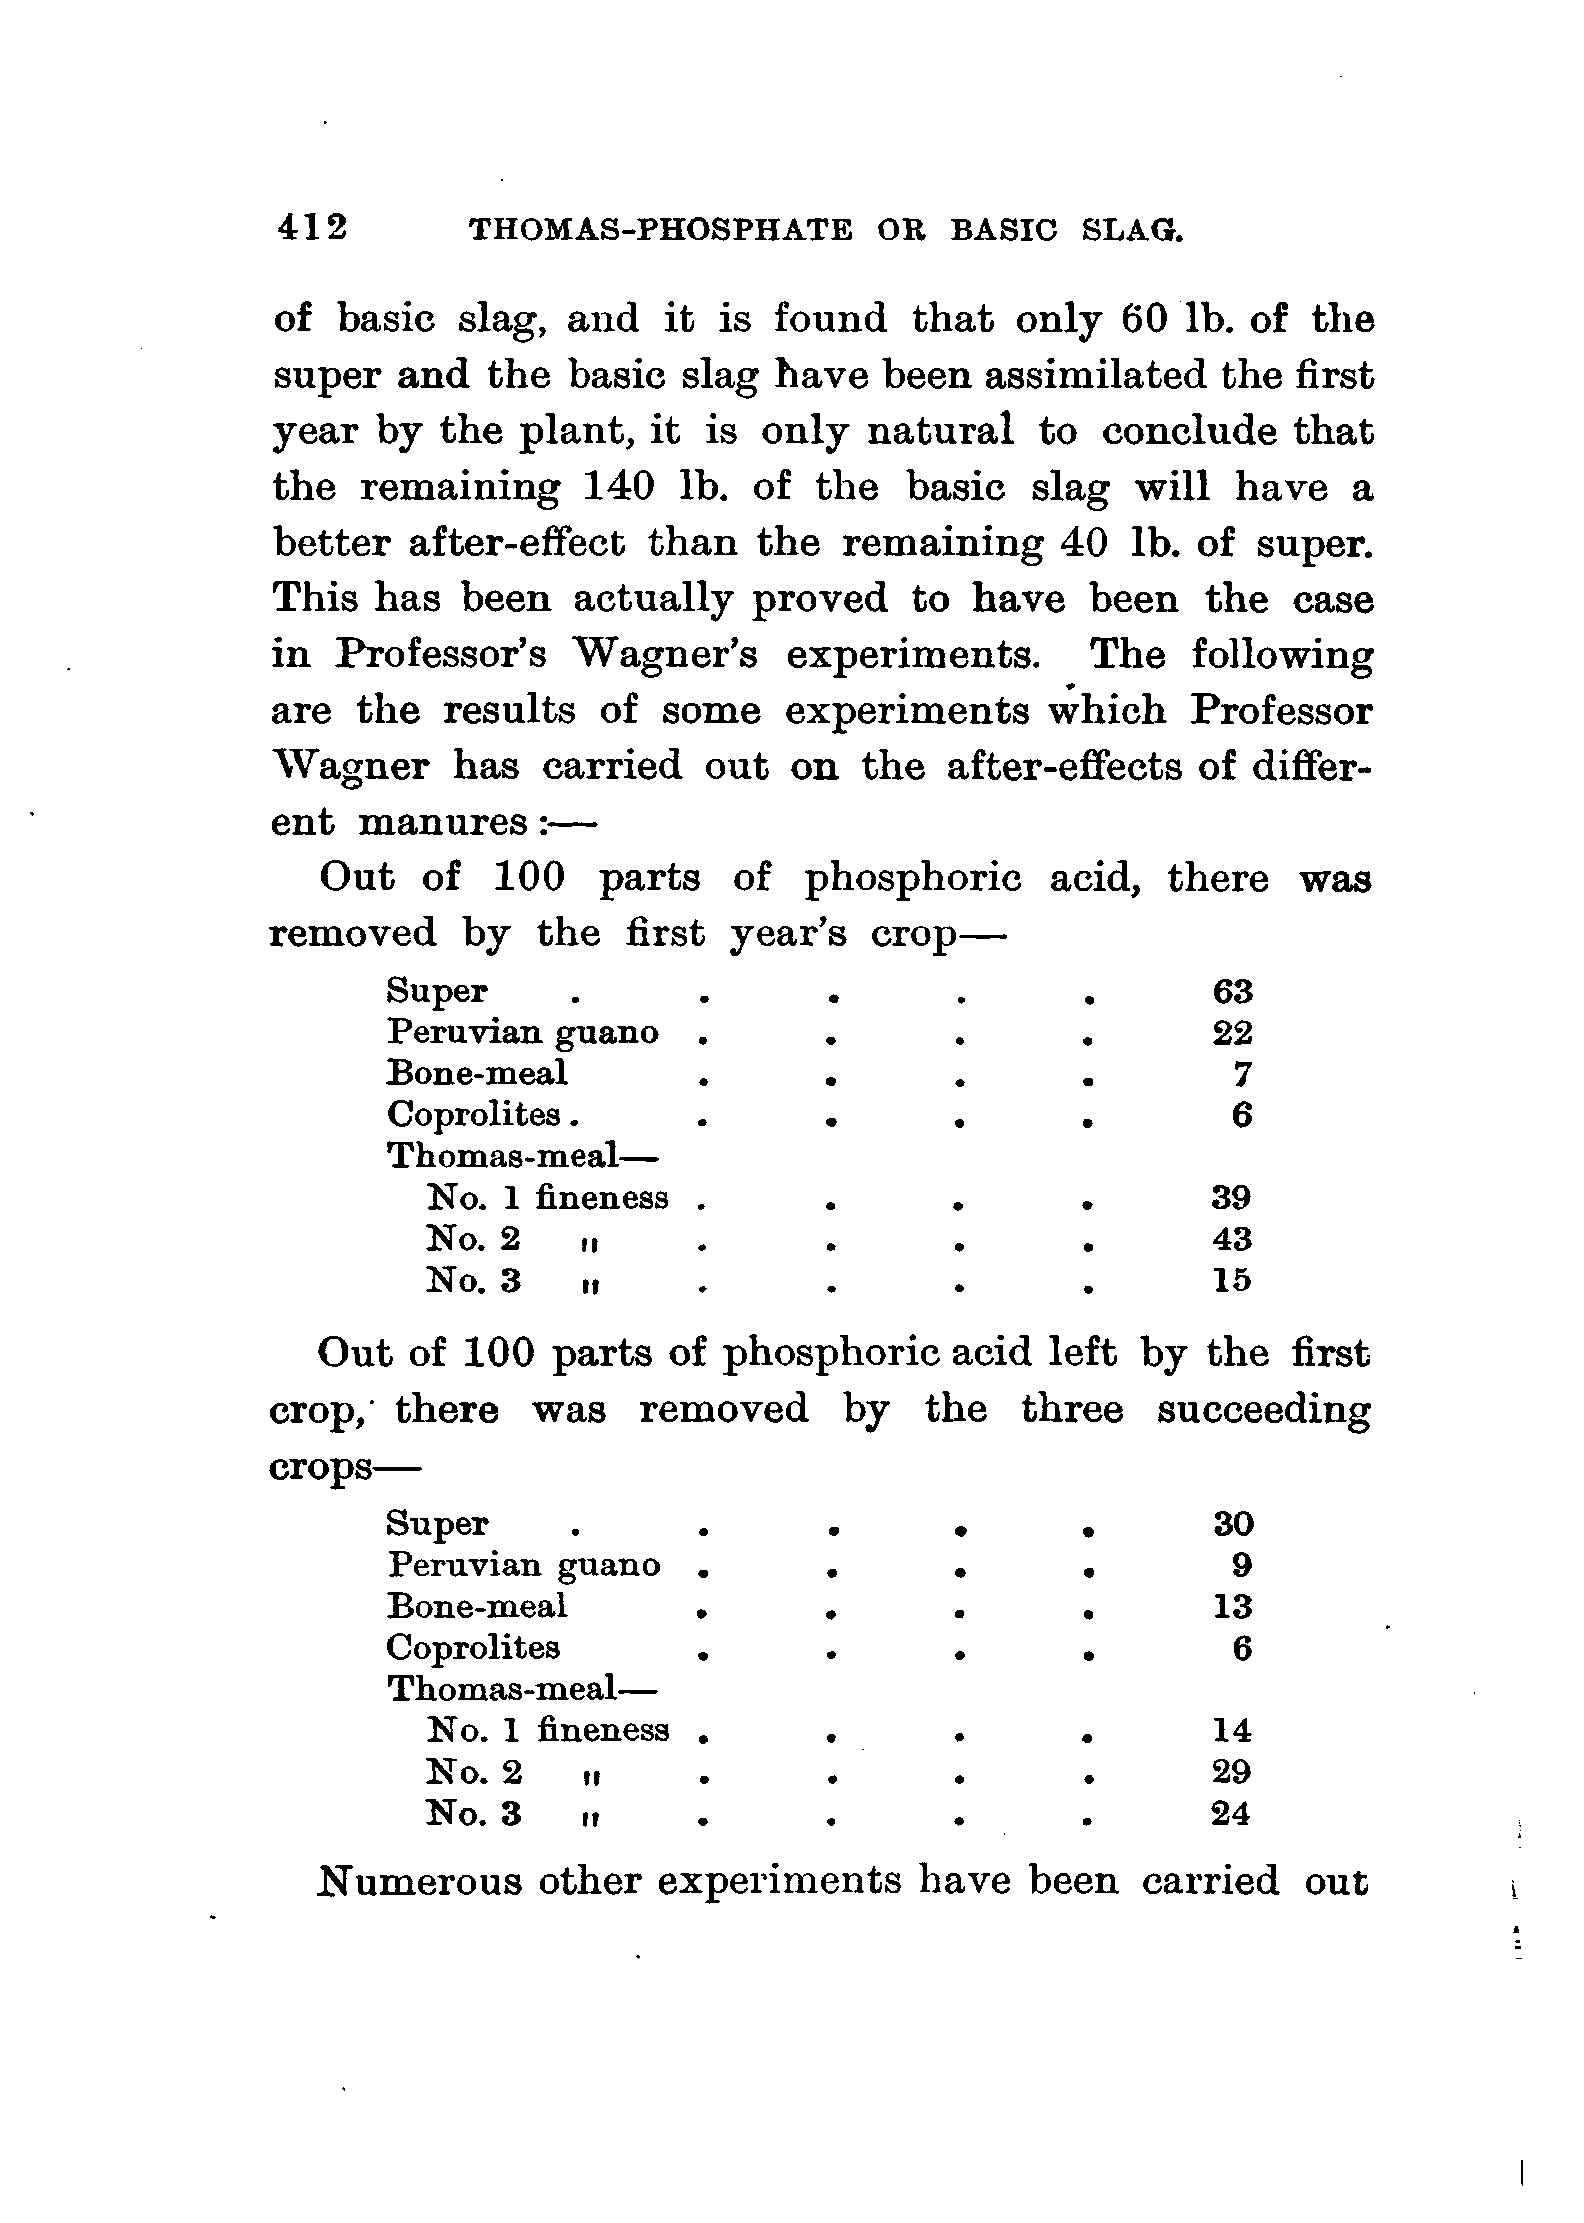 412 THOMAS-PHOSPHATE OR BASIC SLAG.
of basic slag, and it is found that only 60 lb. of the
super and the basic slag have been assimilated the first
year by the plant, it is only natural to conclude that
the remaining 140 lb. of the basic slag will have a
better after-effect than the remaining 40 lb. of super.
This has been actually proved to have been the case
in Professor's Wagner's experiments. The following
are the results of some experiments which Professor
Wagner has carried out on the after-effects of differ-
ent manures :—
Out of 100 parts of phosphoric acid, there was
removed by the first year's crop—
Super . . . . . 63
Peruvian guano . . . . 22
Bone-meal . . . . 7
Coprolites . . . . . 6
Thomas-meal—
No. 1 fineness . . . . 39
No. 2 " . . . . 43
No. 3 " . . . . 15
Out of 100 parts of phosphoric acid left by the first
crop, there was removed by the three succeeding
crops—
Super . . . . . 30
Peruvian guano . . . . 9
Bone-meal . . . . 13
Coprolites . . . . 6
Thomas-meal—
No. 1 fineness . . . . 14
No. 2 " . . . . 29
No. 3 " . . . . 24
Numerous other experiments have been carried out